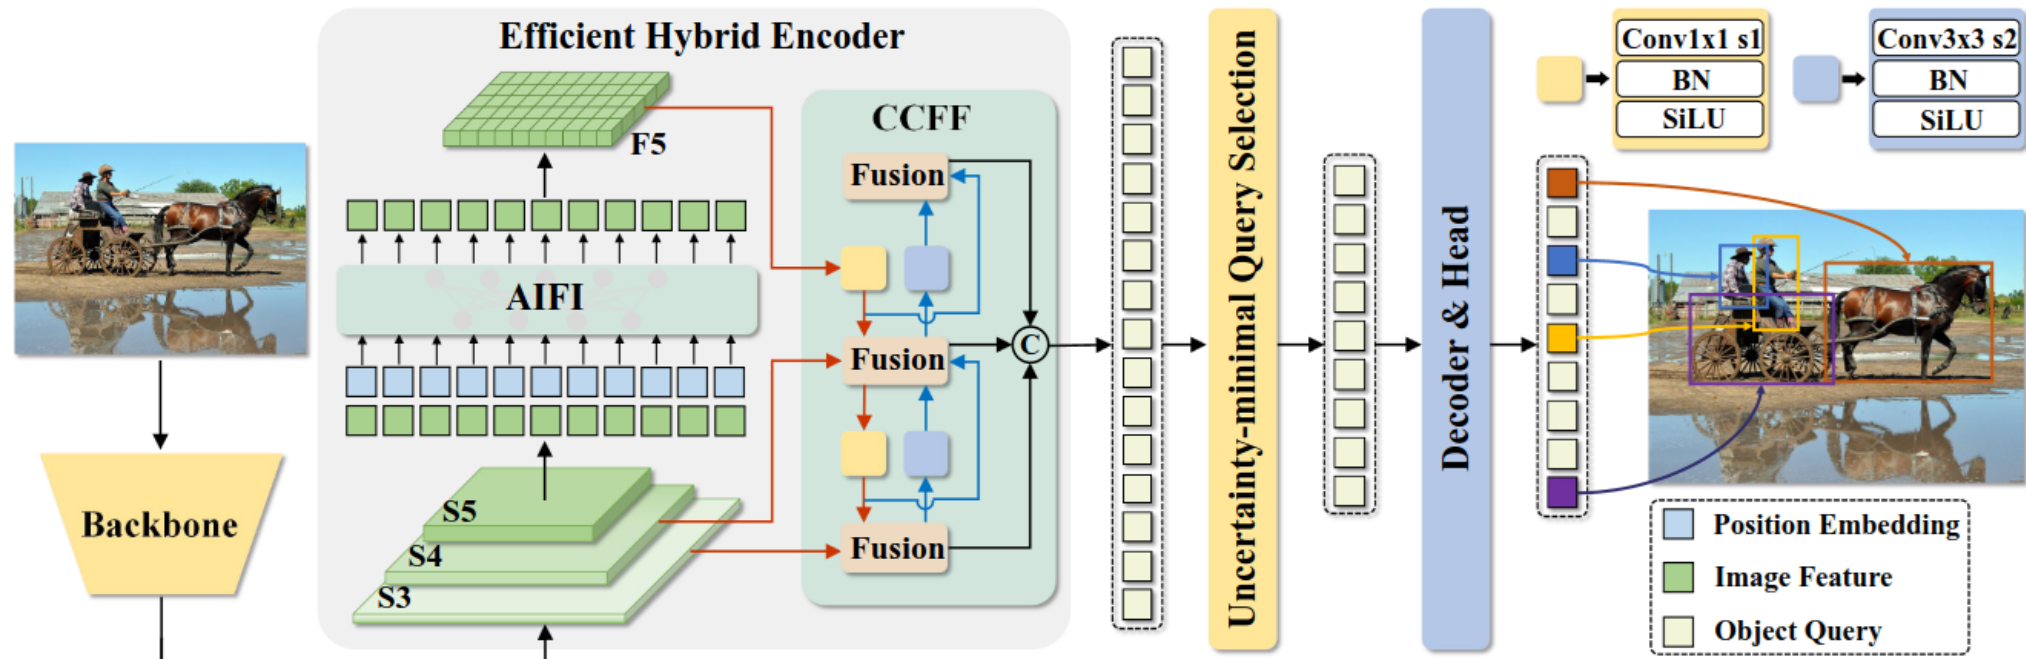 Efficient Hybrid Encoder
F5
CCFF
Fusion
AIFI
Fusion
Fusion
C
S5
S4
S3
Backbone
Uncertainty-minimal Query Selection
Decoder & Head
Conv1x1 s1
BN
SiLU
Conv3x3 s2
BN
SiLU
Position Embedding
Image Feature
Object Query